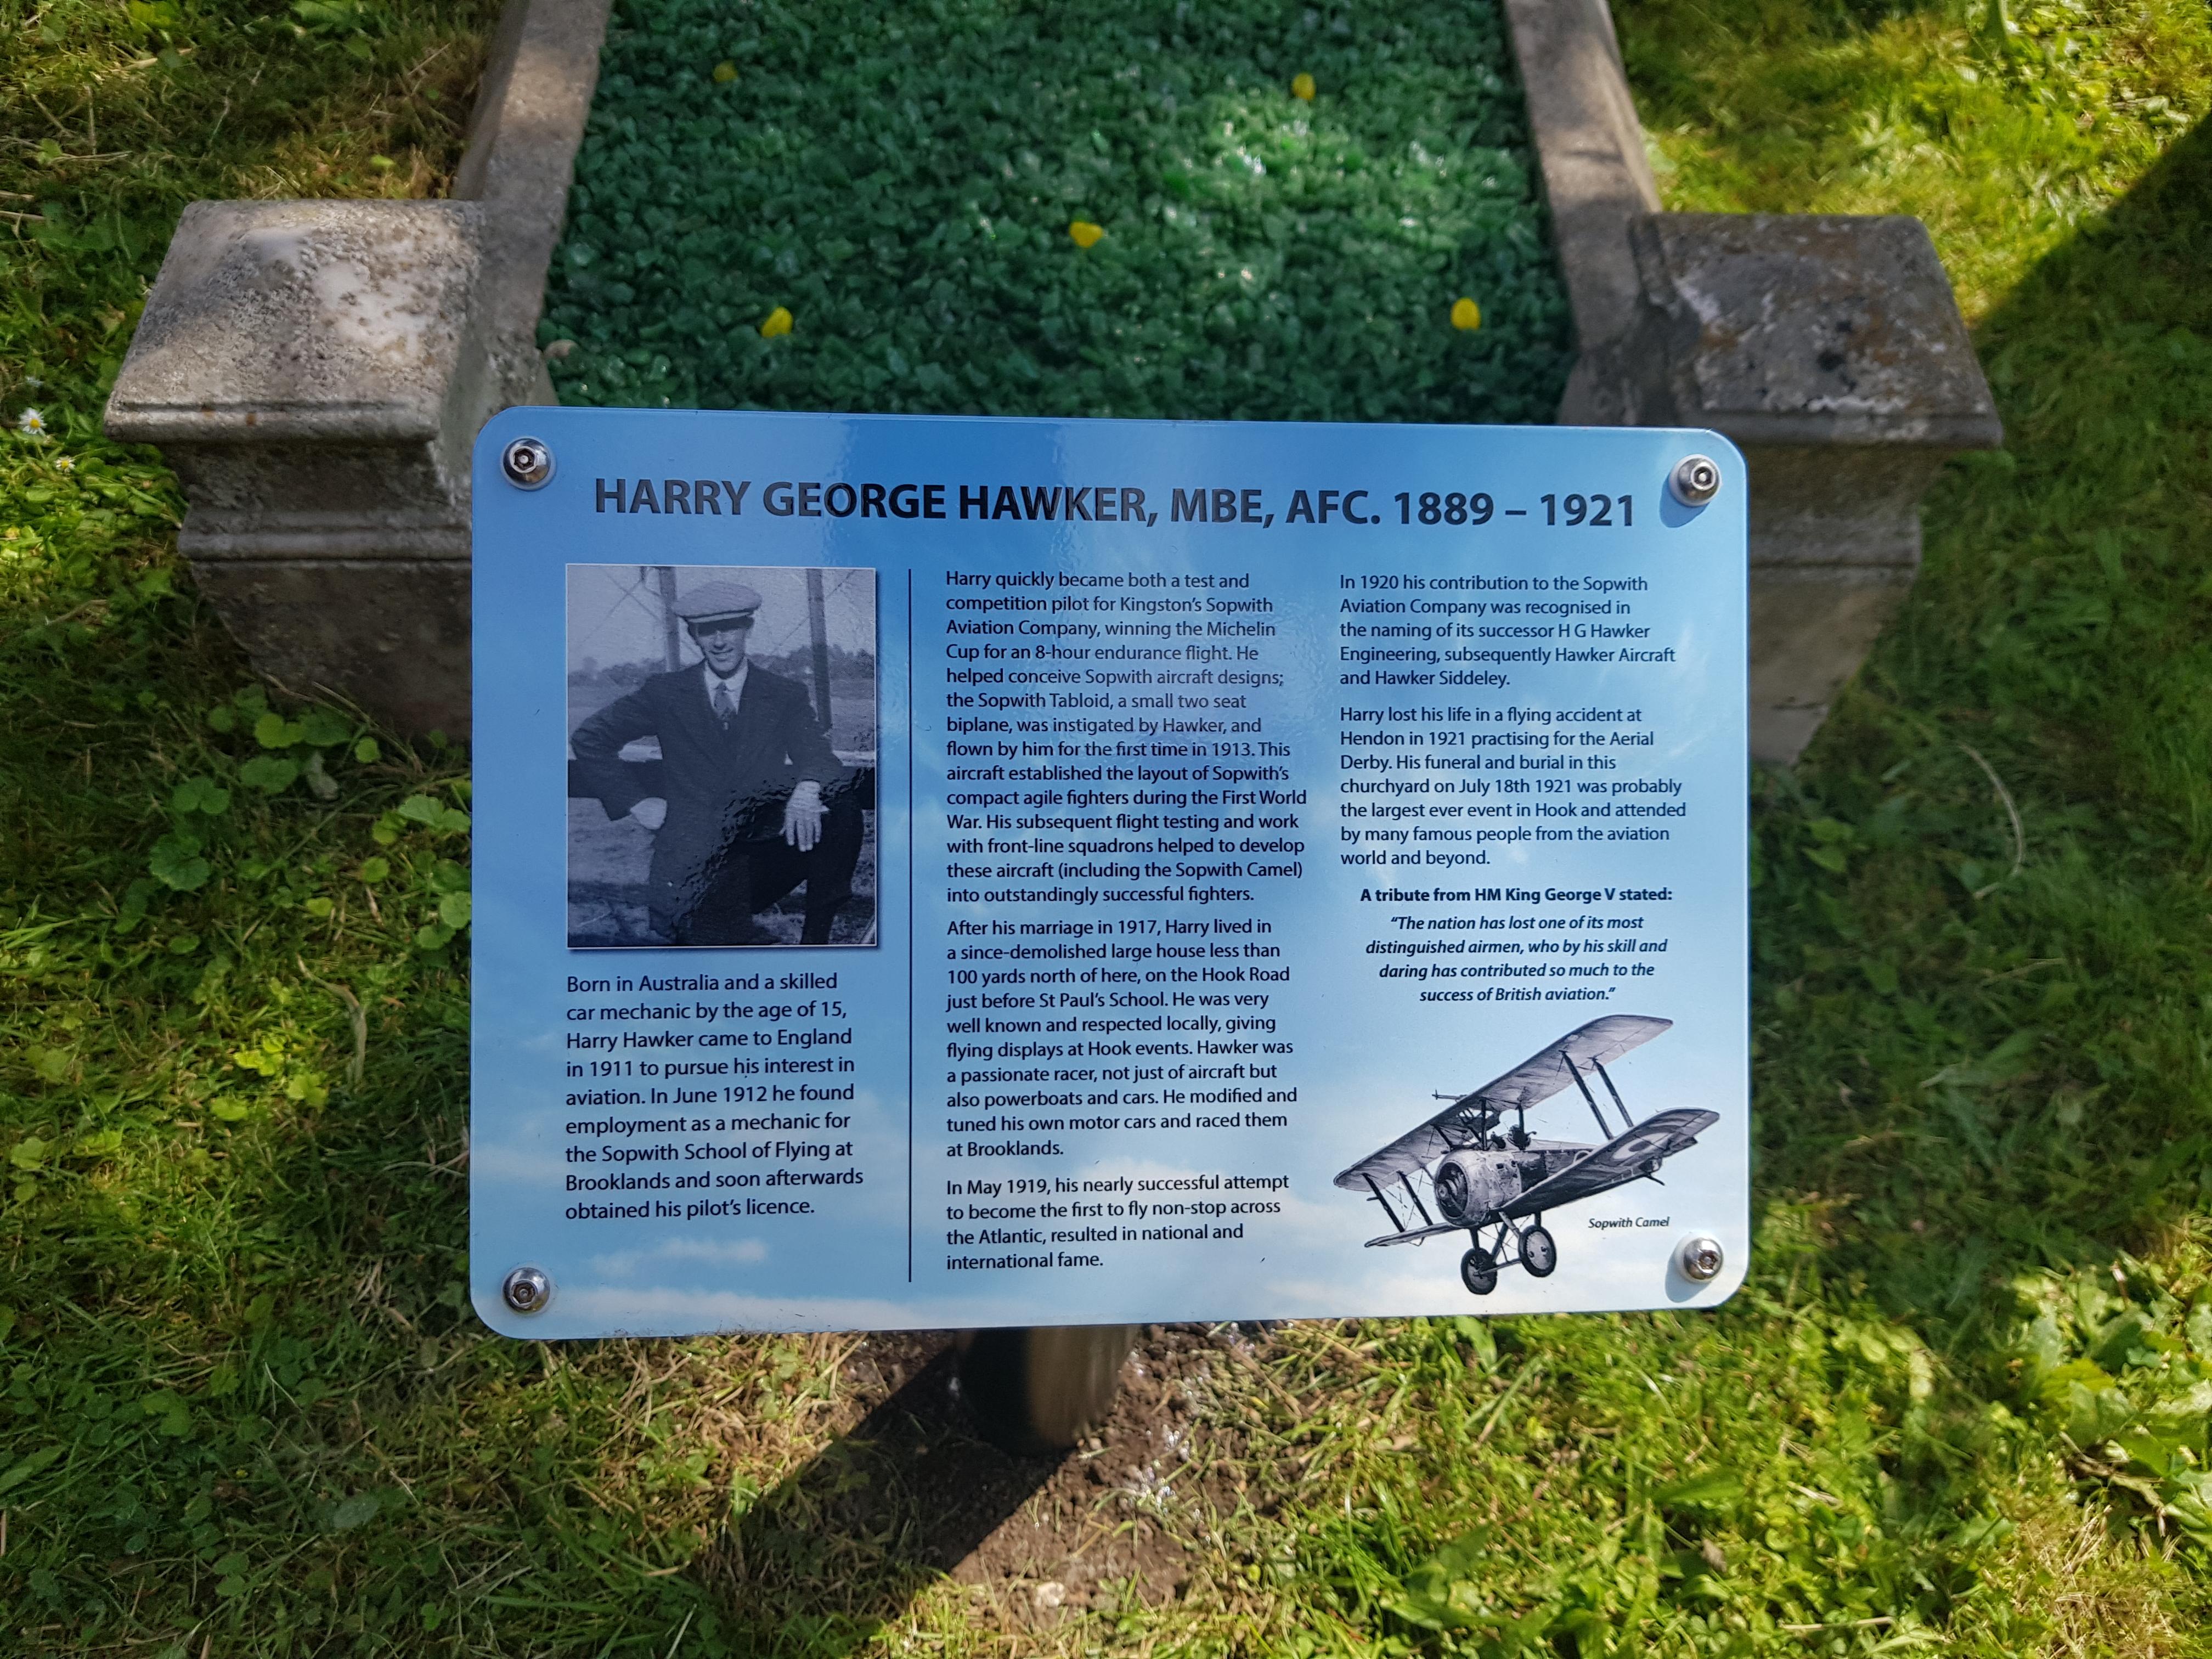 HARRY GEORGE HAWKER, MBE, AFC. 1889 – 1921
Born in Australia and a skilled
car mechanic by the age of 15,
Harry Hawker came to England
in 1911 to pursue his interest in
aviation. In June 1912 he found
employment as a mechanic for
the Sopwith School of Flying at
Brooklands and soon afterwards
obtained his pilot's licence.
Harry quickly became both a test and
competition pilot for Kingston's Sopwith
Aviation Company, winning the Michelin
Cup for an 8-hour endurance flight. He
helped conceive Sopwith aircraft designs;
the Sopwith Tabloid, a small two seat
biplane, was instigated by Hawker, and
flown by him for the first time in 1913. This
aircraft established the layout of Sopwith's
compact agile fighters during the First World
War. His subsequent flight testing and work
with front-line squadrons helped to develop
these aircraft (including the Sopwith Camel)
into outstandingly successful fighters.
After his marriage in 1917, Harry lived in
a since-demolished large house less than
100 yards north of here, on the Hook Road
just before St Paul's School. He was very
well known and respected locally, giving
flying displays at Hook events. Hawker was
a passionate racer, not just of aircraft but
also powerboats and cars. He modified and
tuned his own motor cars and raced them
at Brooklands.
In May 1919, his nearly successful attempt
to become the first to fly non-stop across
the Atlantic, resulted in national and
international fame.
In 1920 his contribution to the Sopwith
Aviation Company was recognised in
the naming of its successor H G Hawker
Engineering, subsequently Hawker Aircraft
and Hawker Siddeley.
Harry lost his life in a flying accident at
Hendon in 1921 practising for the Aerial
Derby. His funeral and burial in this
churchyard on July 18th 1921 was probably
the largest ever event in Hook and attended
by many famous people from the aviation
world and beyond.
A tribute from HM King George V stated:
"The nation has lost one of its most
distinguished airmen, who by his skill and
daring has contributed so much to the
success of British aviation."
Sopwith Camel